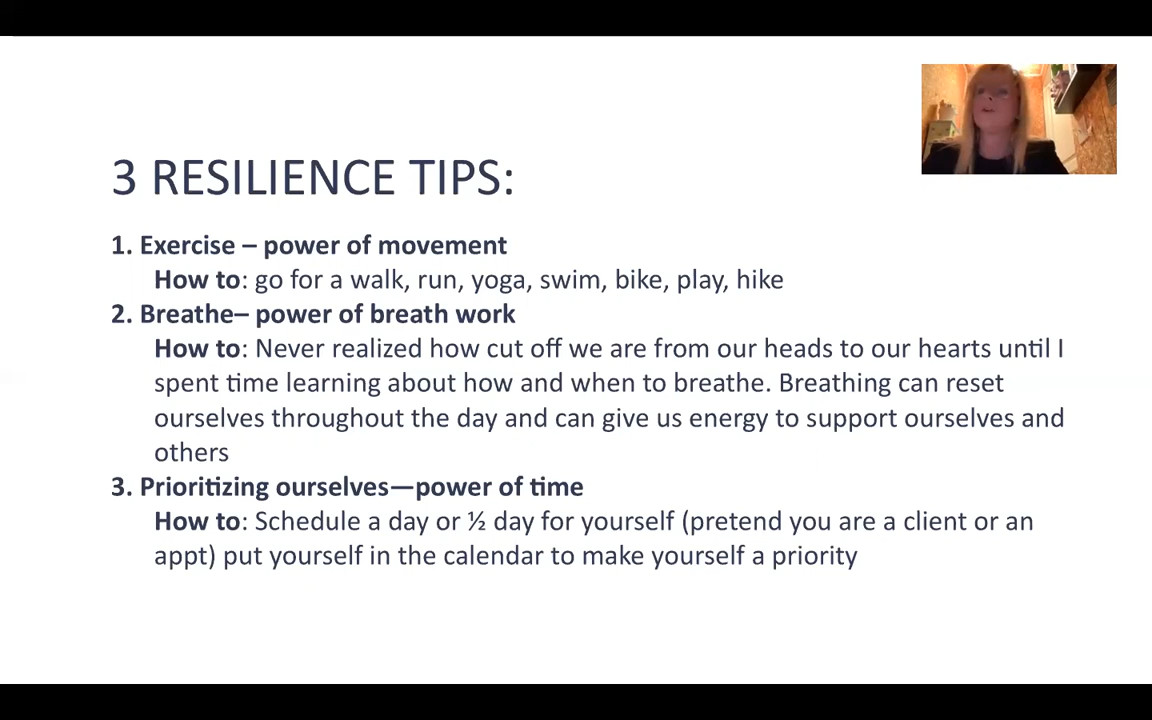 3 RESILIENCE TIPS:
1. Exercise – power of movement
How to: go for a walk, run, yoga, swim, bike, play, hike
2. Breathe– power of breath work
How to: Never realized how cut off we are from our heads to our hearts until I
spent time learning about how and when to breathe. Breathing can reset
ourselves throughout the day and can give us energy to support ourselves and
others
3. Prioritizing ourselves—power of time
How to: Schedule a day or ½ day for yourself (pretend you are a client or an
appt) put yourself in the calendar to make yourself a priority